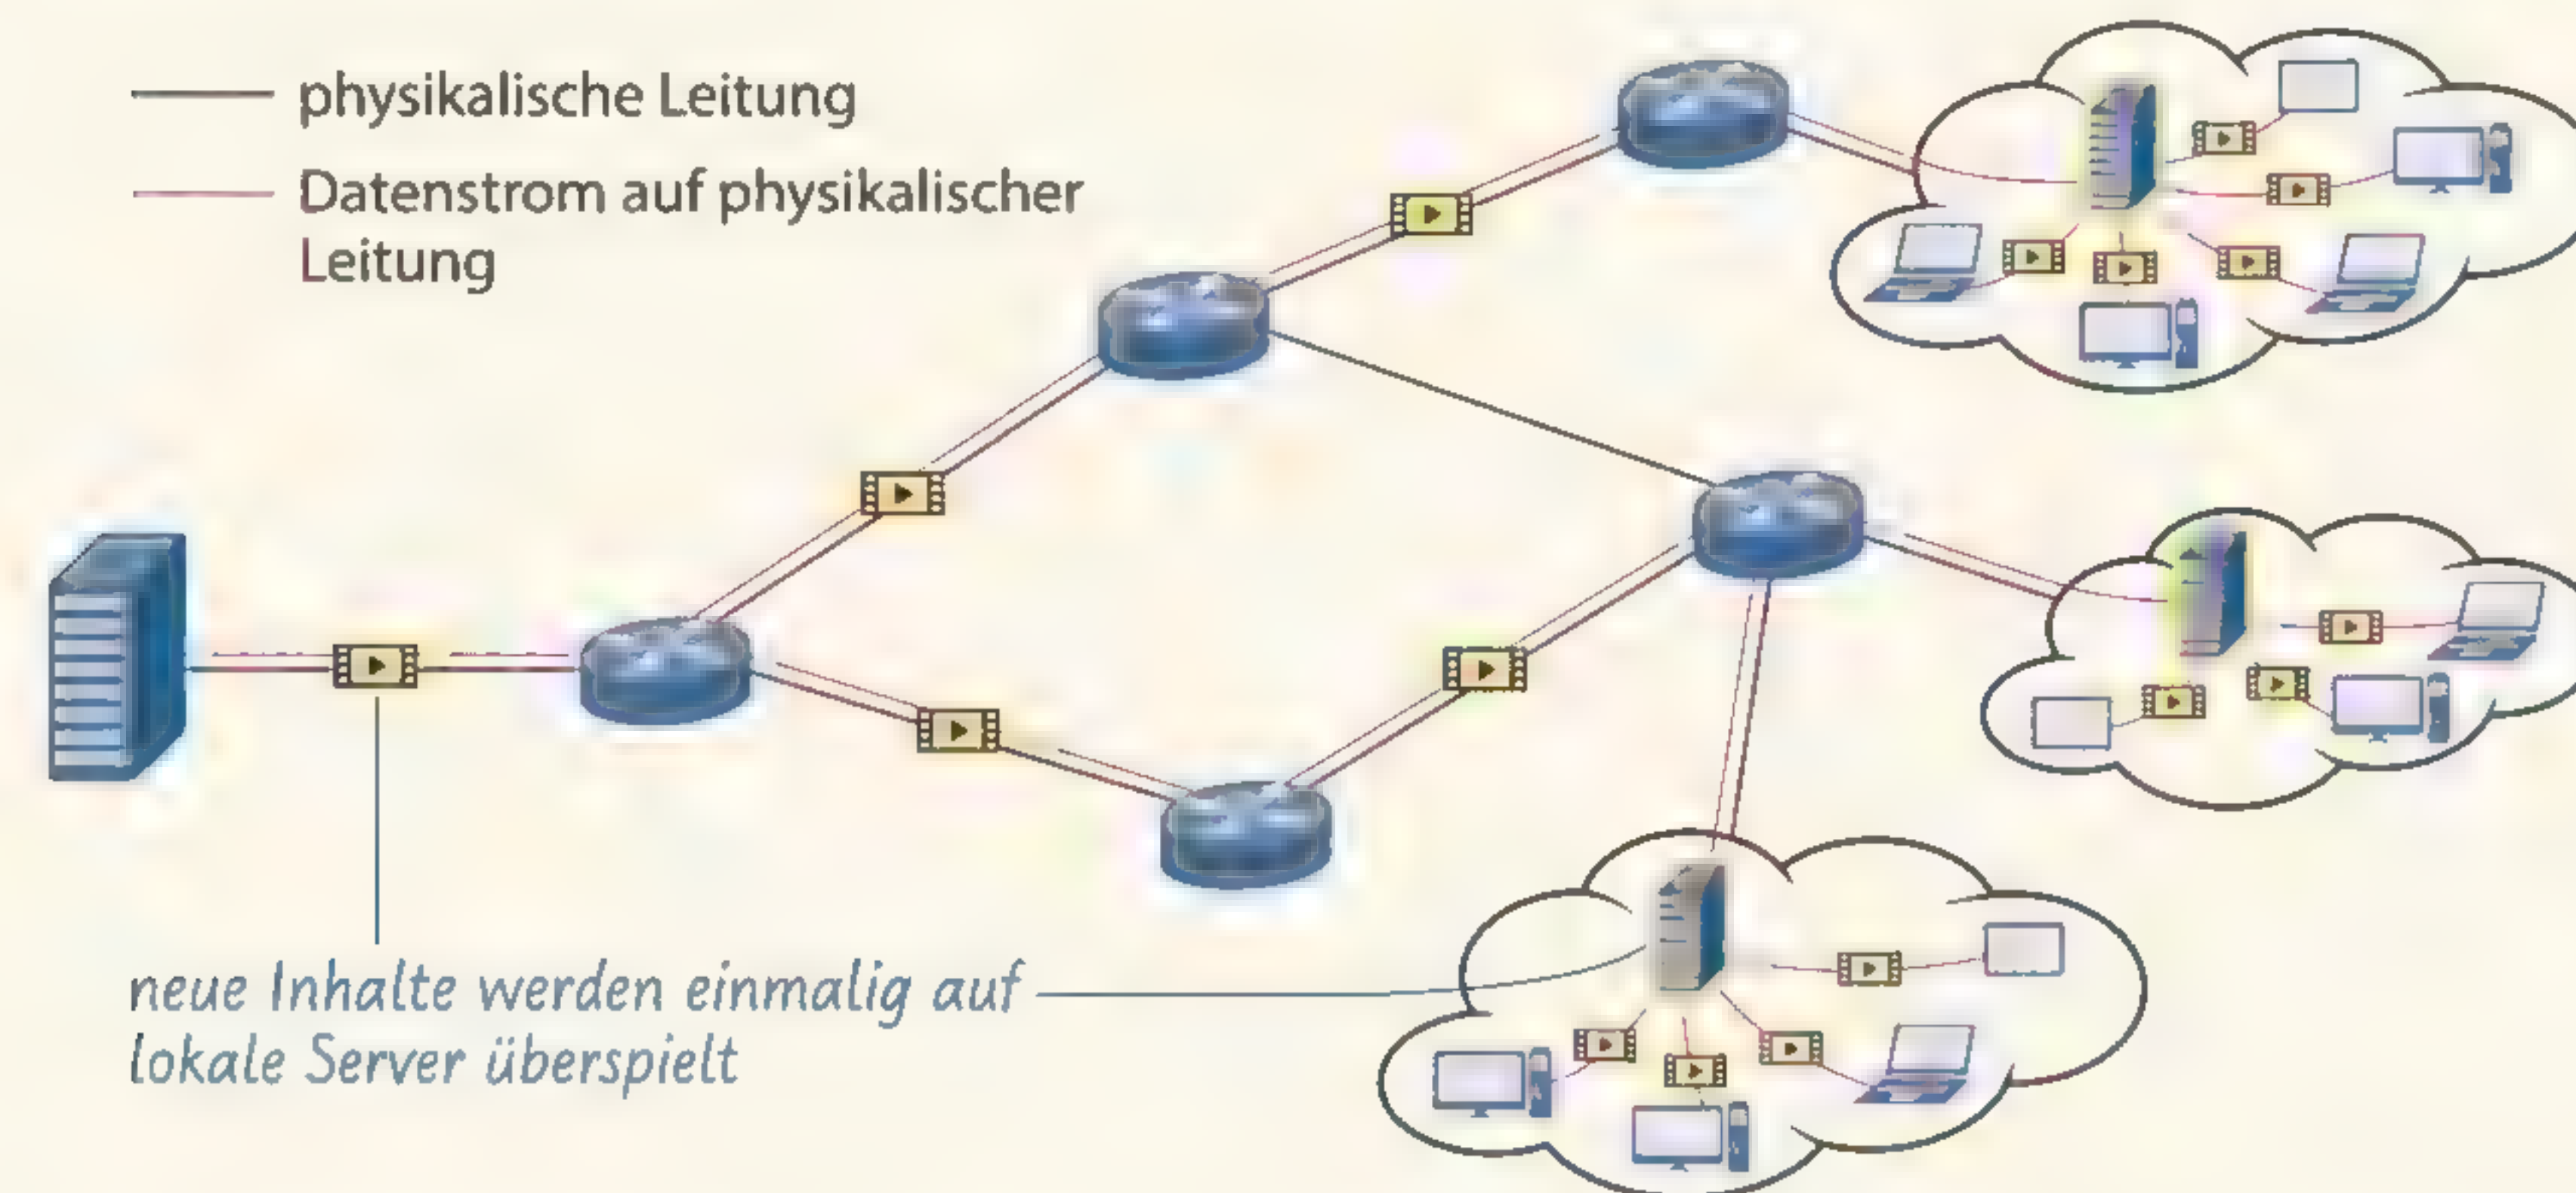 physikalische Leitung
Datenstrom auf physikalischer
Leitung
neue Inhalte werden einmalig auf
lokale Server überspielt